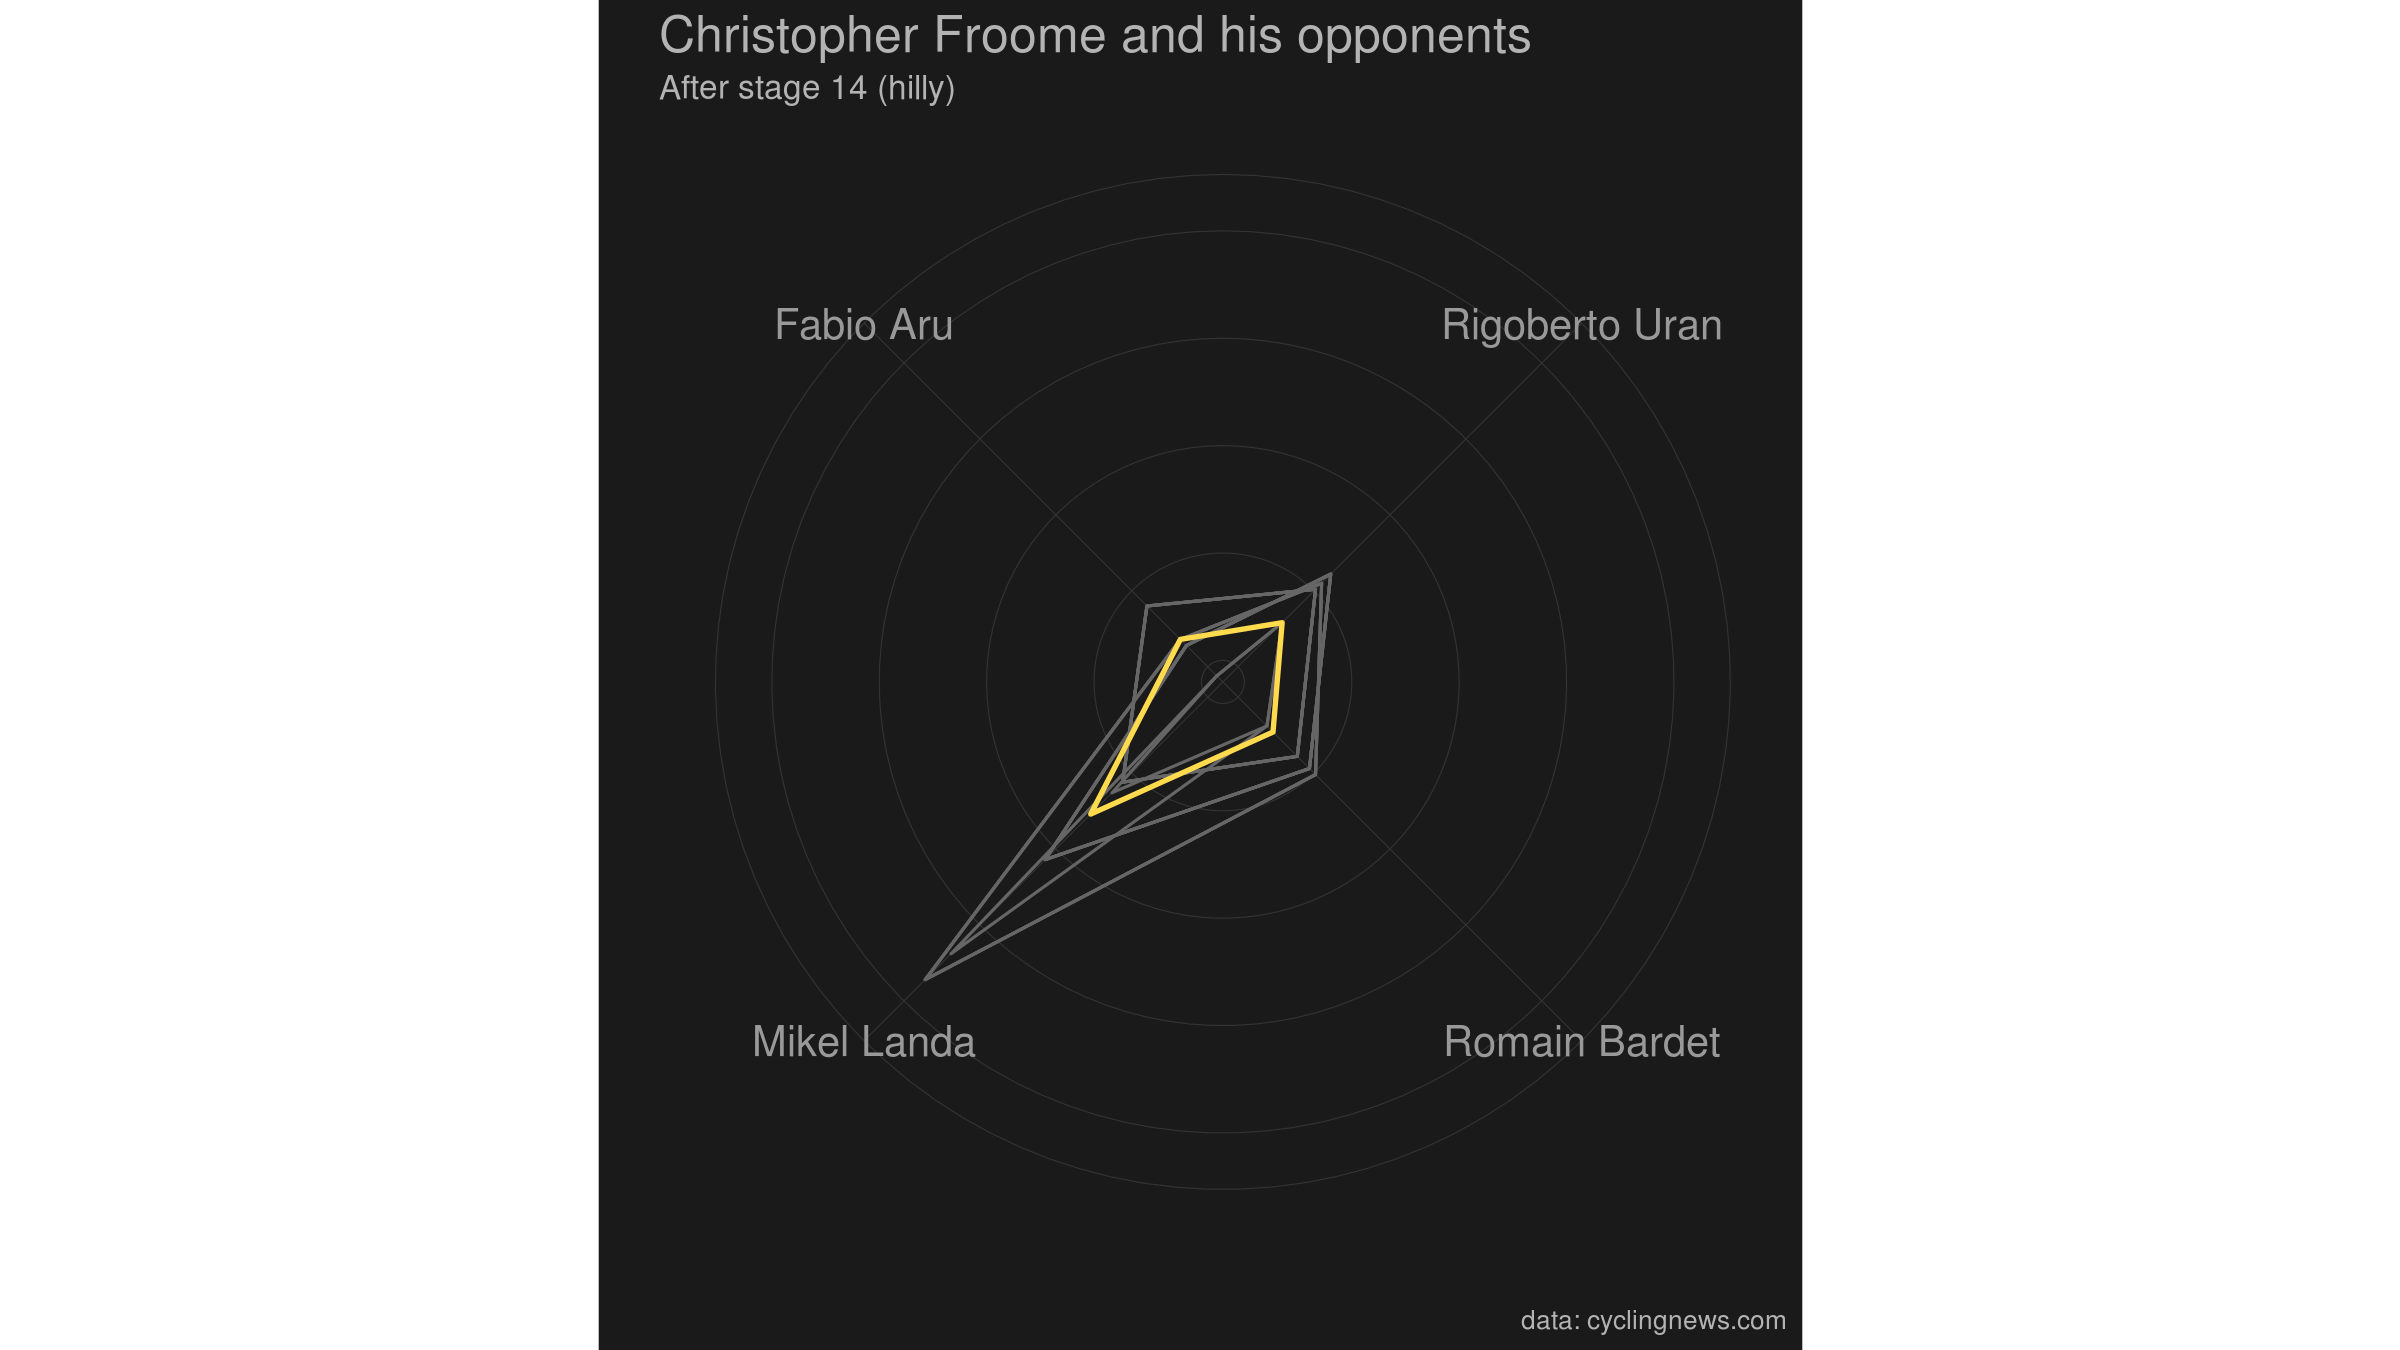 Christopher Froome and his opponents
After stage 14 (hilly)
Fabio Aru
Rigoberto Uran
Mikel Landa
Romain Bardet
data: cyclingnews.com